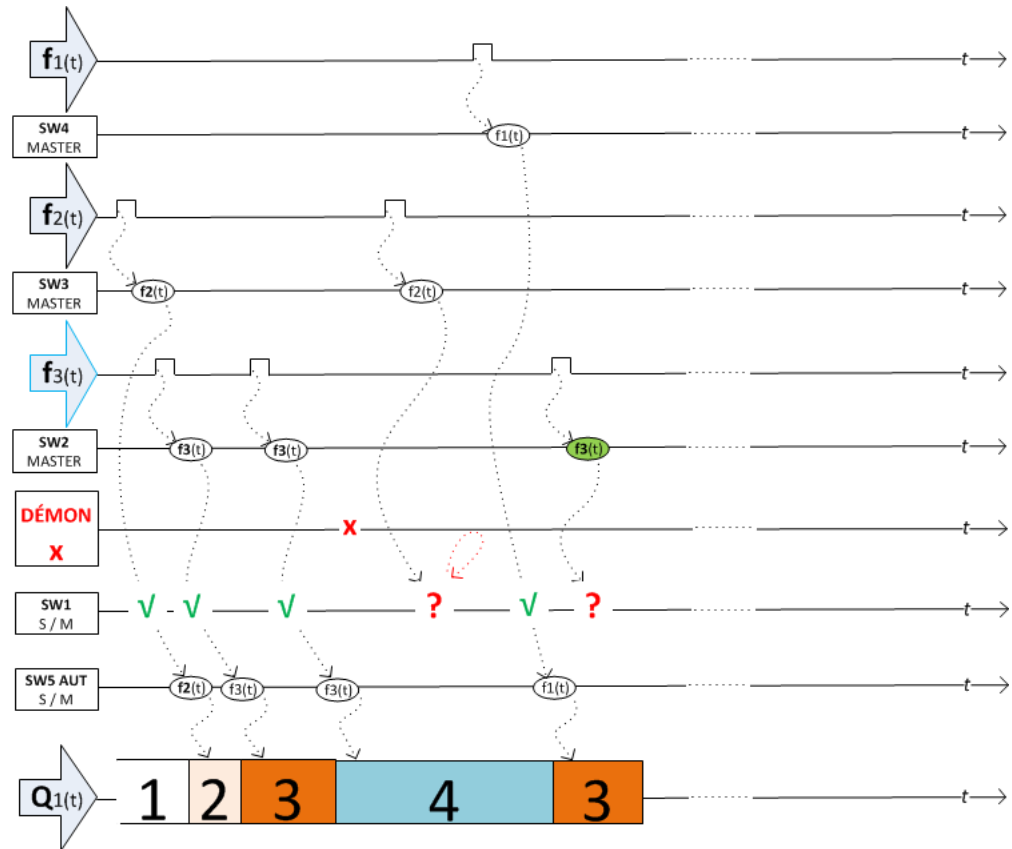 f1(t)
t
SW4
MASTER
f1(t)
f2(t)
t
SW3
MASTER
f2(t)
f2(t)
t
f3(t)
t
SW2
MASTER
f3(t)
f3(t)
f3(t)
t
DÉMON
X
x
t
SW1
S / M
√ √ √ ? √ ?
t
SW5 AUT
S / M
f2(t)
f3(t)
f3(t)
f1(t)
t
Q1(t)
1 2 3 4 3
t